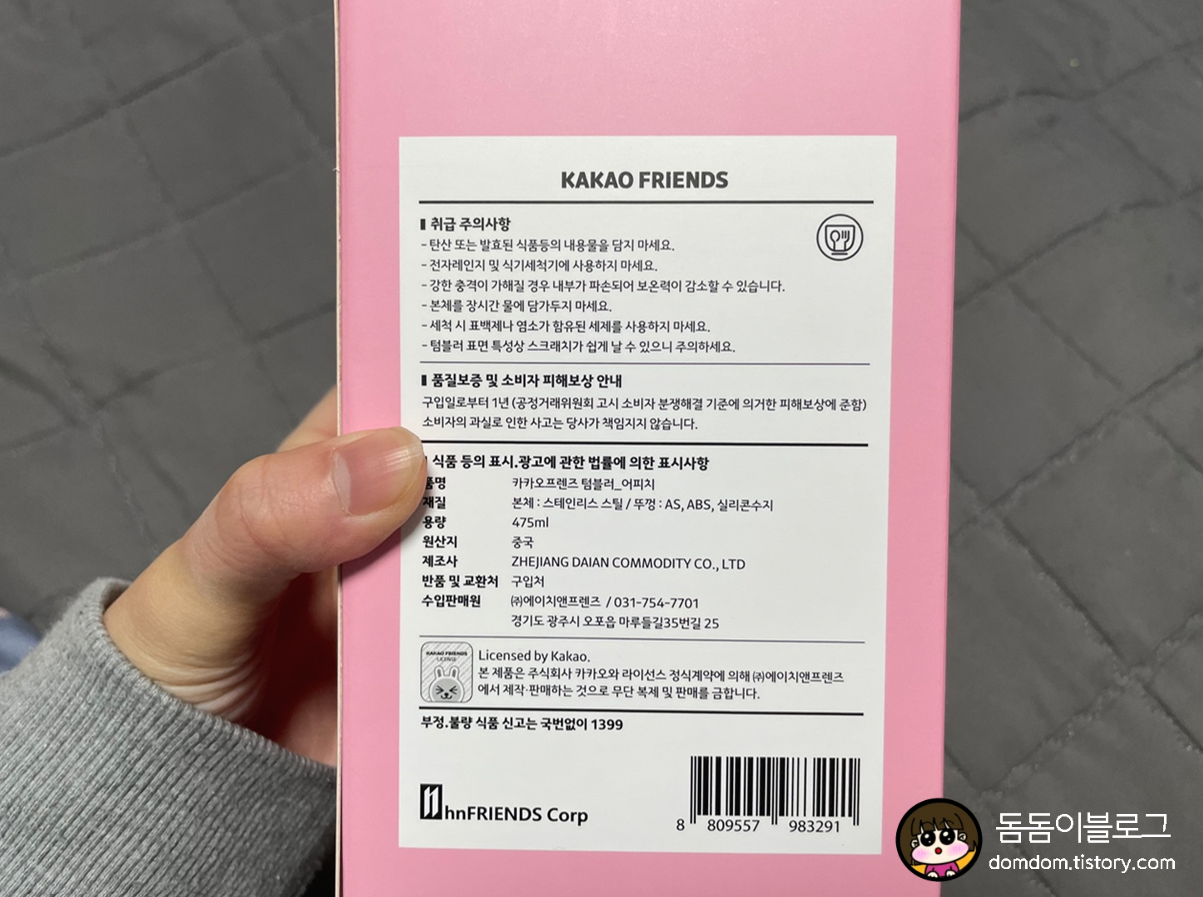 KAKAO FRIENDS
취급 주의사항
- 탄산 또는 발효된 식품등의 내용물을 담지 마세요.
- 전자레인지 및 식기세척기에 사용하지 마세요.
- 강한 충격이 가해질 경우 내부가 파손되어 보온력이 감소할 수 있습니다.
- 본체를 장시간 물에 담가두지 마세요.
- 세척 시 표백제나 염소가 함유된 세제를 사용하지 마세요.
- 텀블러 표면 특성상 스크래치가 쉽게 날 수 있으니 주의하세요.
품질보증 및 소비자 피해보상 안내
구입일로부터 1년 (공정거래위원회 고시 소비자 분쟁해결 기준에 의거한 피해보상에 준함)
소비자의 과실로 인한 사고는 당사가 책임지지 않습니다.
식품 등의 표시.광고에 관한 법률에 의한 표시사항
품명 카카오프렌즈 텀블러_어피치
재질 본체 : 스테인리스 스틸 / 뚜껑 : AS, ABS, 실리콘수지
용량 475ml
원산지 중국
제조사 ZHEJIANG DAIAN COMMODITY CO., LTD
반품 및 교환처 구입처
수입판매원 ㈜에이치앤프렌즈 / 031-754-7701
경기도 광주시 오포읍 마루들길35번길 25
KAKAO FRIENDS
LICENSE
Licensed by Kakao.
본 제품은 주식회사 카카오와 라이선스 정식계약에 의해 ㈜에이치앤프렌즈
에서 제작·판매하는 것으로 무단 복제 및 판매를 금합니다.
부정.불량 식품 신고는 국번없이 1399
hnFRIENDS Corp
8 809557 983291
돔돔이블로그
domdom.tistory.com